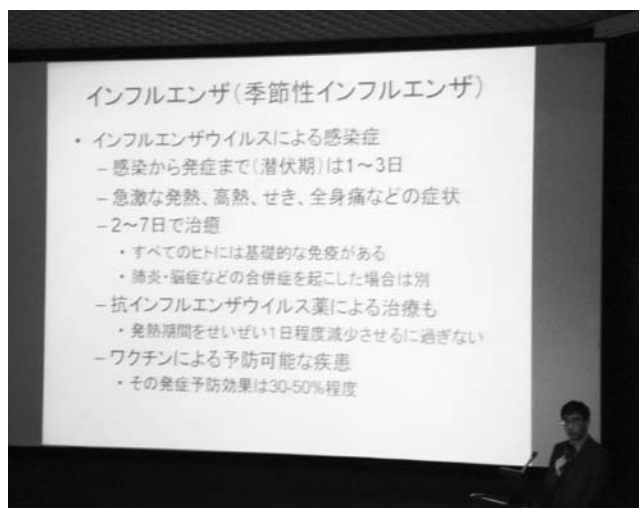 インフルエンザ(季節性インフルエンザ)
・ インフルエンザウイルスによる感染症
– 感染から発症まで(潜伏期)は1～3日
– 急激な発熱、高熱、せき、全身痛などの症状
– 2～7日で治癒
・ すべてのヒトには基礎的な免疫がある
・ 肺炎・脳症などの合併症を起こした場合は別
– 抗インフルエンザウイルス薬による治療も
・ 発熱期間をせいぜい1日程度減少させるに過ぎない
– ワクチンによる予防可能な疾患
・ その発症予防効果は30-50%程度